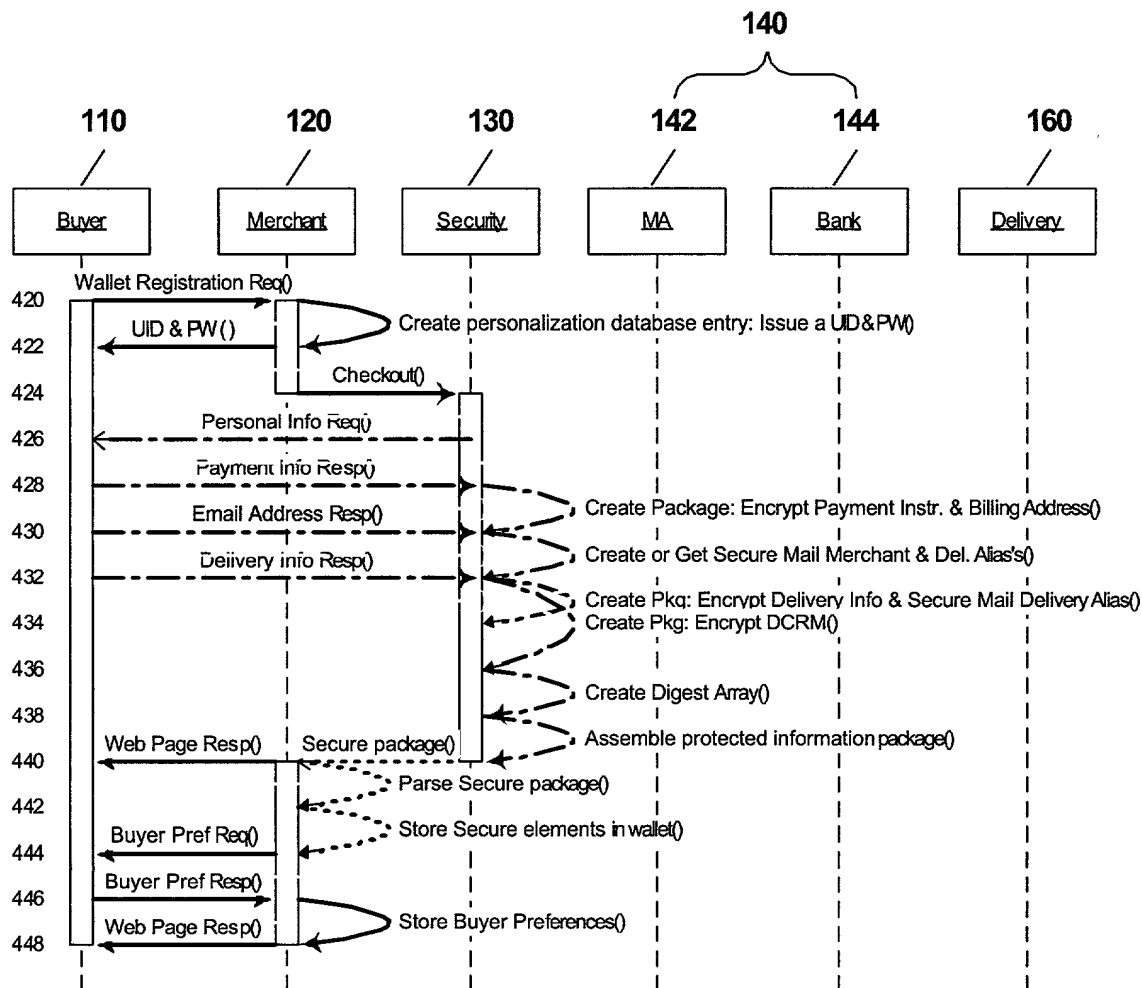 140
110 120 130 142 144 160
Buyer Merchant Security MA Bank Delivery
Wallet Registration Req()
420
Create personalization database entry: Issue a UID&PW()
UID & PW()
422
Checkout()
424
Personal Info Req()
426
Payment Info Resp()
428
Create Package: Encrypt Payment Instr. & Billing Address()
Email Address Resp()
430
Create or Get Secure Mail Merchant & Del. Alias's()
Delivery info Resp()
432
Create Pkg: Encrypt Delivery Info & Secure Mail Delivery Alias()
434
Create Pkg: Encrypt DCRM()
436
Create Digest Array()
438
Assemble protected information package()
Web Page Resp() Secure package()
440
Parse Secure package()
442
Store Secure elements in wallet()
Buyer Pref Req()
444
Buyer Pref Resp()
446
Store Buyer Preferences()
Web Page Resp()
448